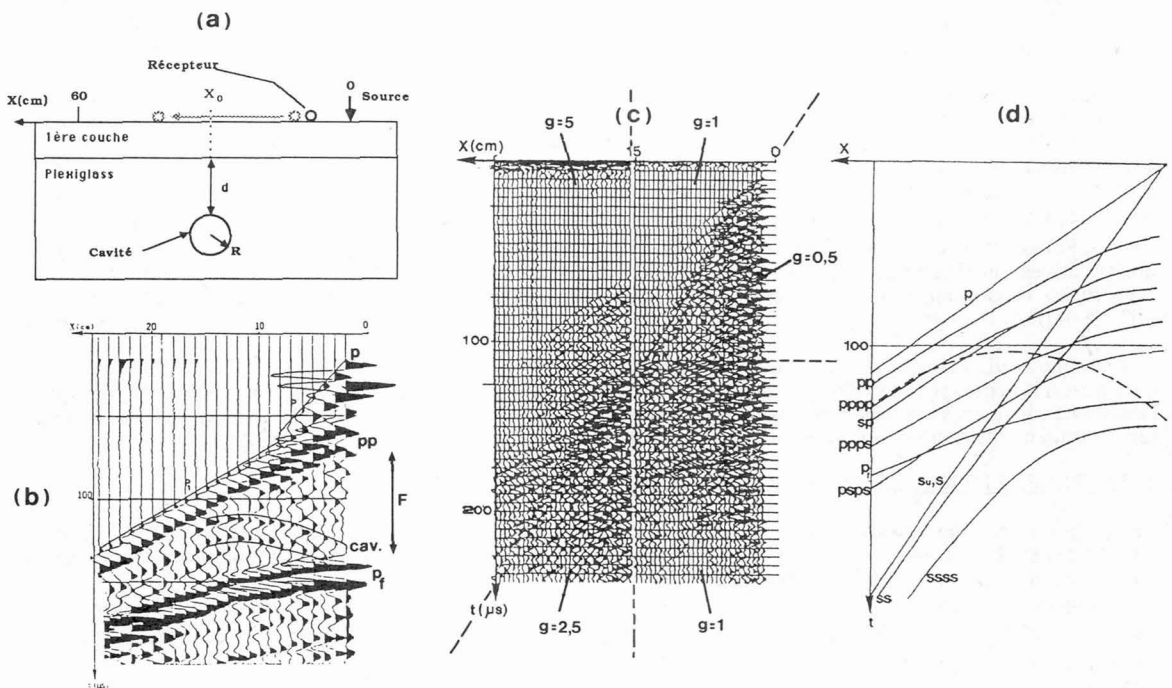 (a)
Récepteur
X(cm)
60
X₀
0
Source
1ère couche
Plexiglass
d
Cavité
R
(b)
X(cm)
20
10
0
p
pp
100
F
cav.
pf
(c)
g=5
g=1
X(cm)
15
0
g=0,5
100
200
t(µs)
g=2,5
g=1
(d)
X
p
100
pp
pppp
sp
ppps
psps
Su,S
ssss
ss
t